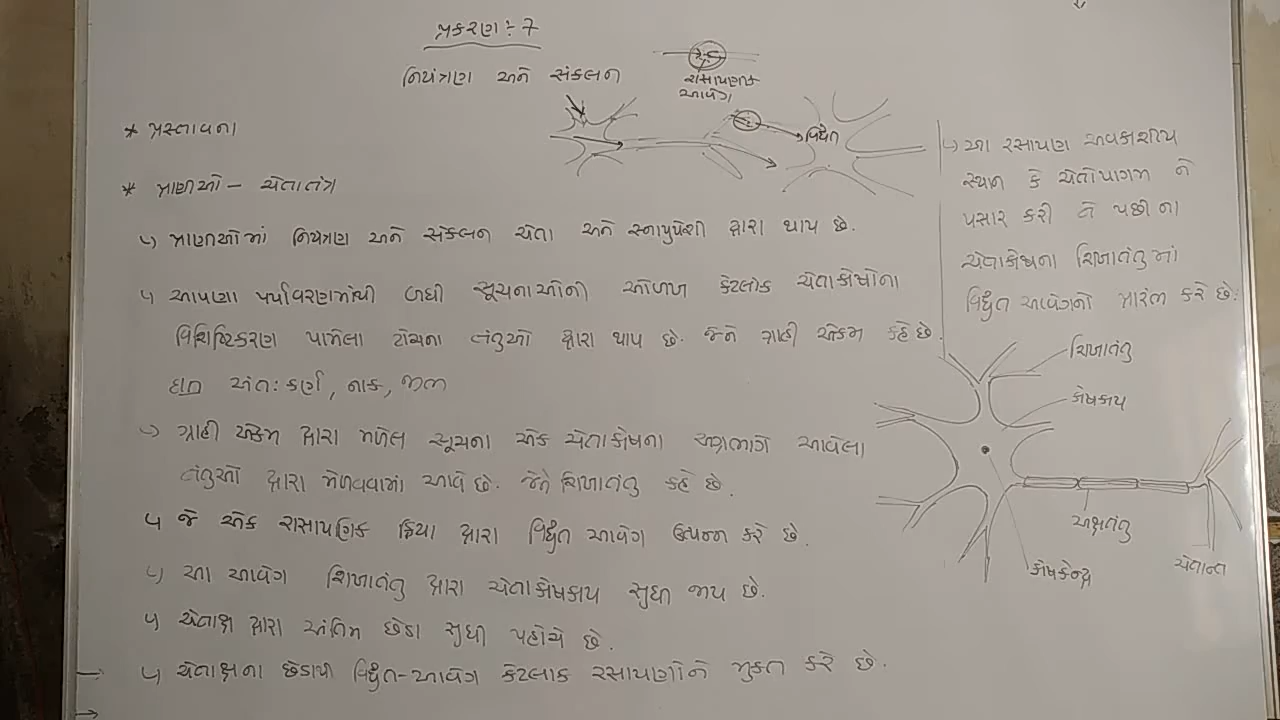 પ્રકરણ : 7
નિયંત્રણ અને સંકલન
રાસાયણિક
આવેગ
વિદ્યુત
* પ્રસ્તાવના
* પ્રાણીઓ - ચેતાતંત્ર
↳ પ્રાણીઓમાં નિયંત્રણ અને સંકલન ચેતા અને સ્નાયુપેશી દ્વારા થાય છે.
↳ આપણા પર્યાવરણમાંથી બધી સૂચનાઓની ઓળખ કેટલાક ચેતાકોષોના
વિશિષ્ટિકરણ પામેલા ટોચના તંતુઓ દ્વારા થાય છે. જેને ગ્રાહી એકમ કહે છે.
દા.ત અંત: કર્ણ, નાક, જીભ
↳ ગ્રાહી એકમ દ્વારા મળેલ સૂચના એક ચેતાકોષના અગ્રભાગે આવેલા
તંતુઓ દ્વારા મેળવવામાં આવે છે. જેને શિખાતંતુ કહે છે.
↳ જે એક રાસાયણિક ક્રિયા દ્વારા વિદ્યુત આવેગ ઉત્પન્ન કરે છે.
↳ આ આવેગ શિખાતંતુ દ્વારા ચેતાકોષકાય સુધી જાય છે.
↳ ચેતાક્ષ દ્વારા અંતિમ છેડા સુધી પહોંચે છે.
↳ ચેતાક્ષના છેડાથી વિદ્યુત-આવેગ કેટલાક રસાયણોને મુક્ત કરે છે.
↳ આ રસાયણ અવકાશીય
સ્થાન કે ચેતોપાગમ ને
પસાર કરી ને પછી ના
ચેતાકોષના શિખાતંતુમાં
વિદ્યુત આવેગનો પ્રારંભ કરે છે.
શિખાતંતુ
કોષકાય
અક્ષતંતુ
ચેતાન્ત
કોષકેન્દ્ર